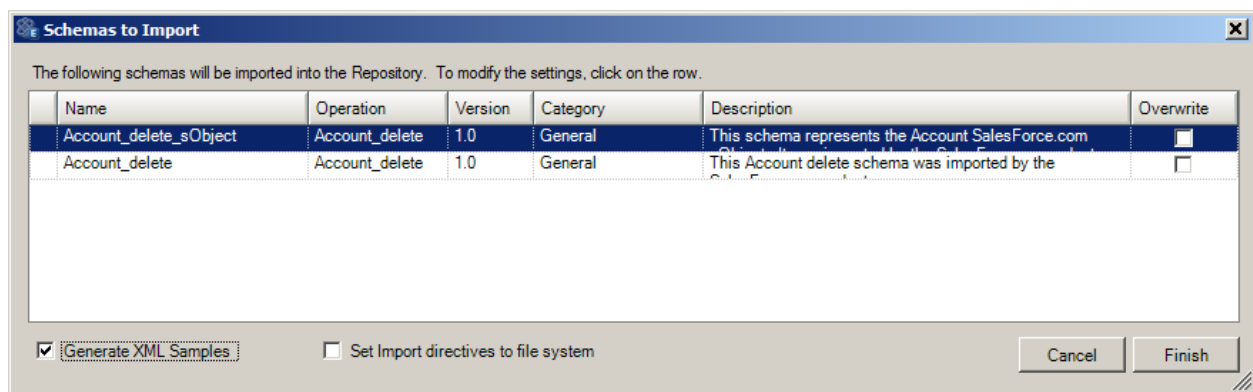 Schemas to Import
The following schemas will be imported into the Repository.  To modify the settings, click on the row.
Name Operation Version Category Description Overwrite
Account_delete_sObject Account_delete 1.0 General This schema represents the Account SalesForce.com
Account_delete Account_delete 1.0 General This Account delete schema was imported by the
Generate XML Samples Set Import directives to file system Cancel Finish